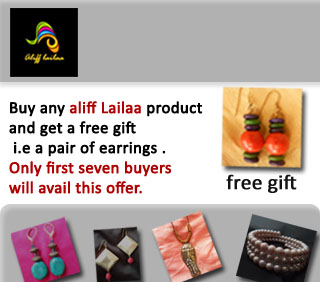 Aliff Lailaa
Buy any aliff Lailaa product
and get a free gift
i.e a pair of earrings .
Only first seven buyers
will avail this offer.
free gift